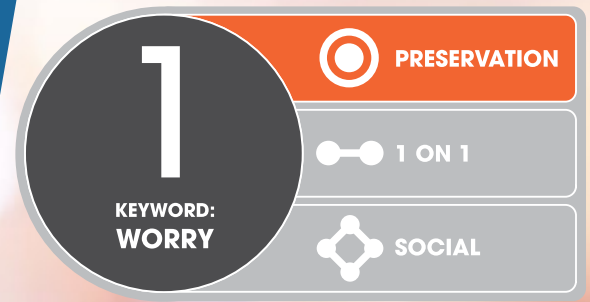 1
KEYWORD:
WORRY
PRESERVATION
1 ON 1
SOCIAL